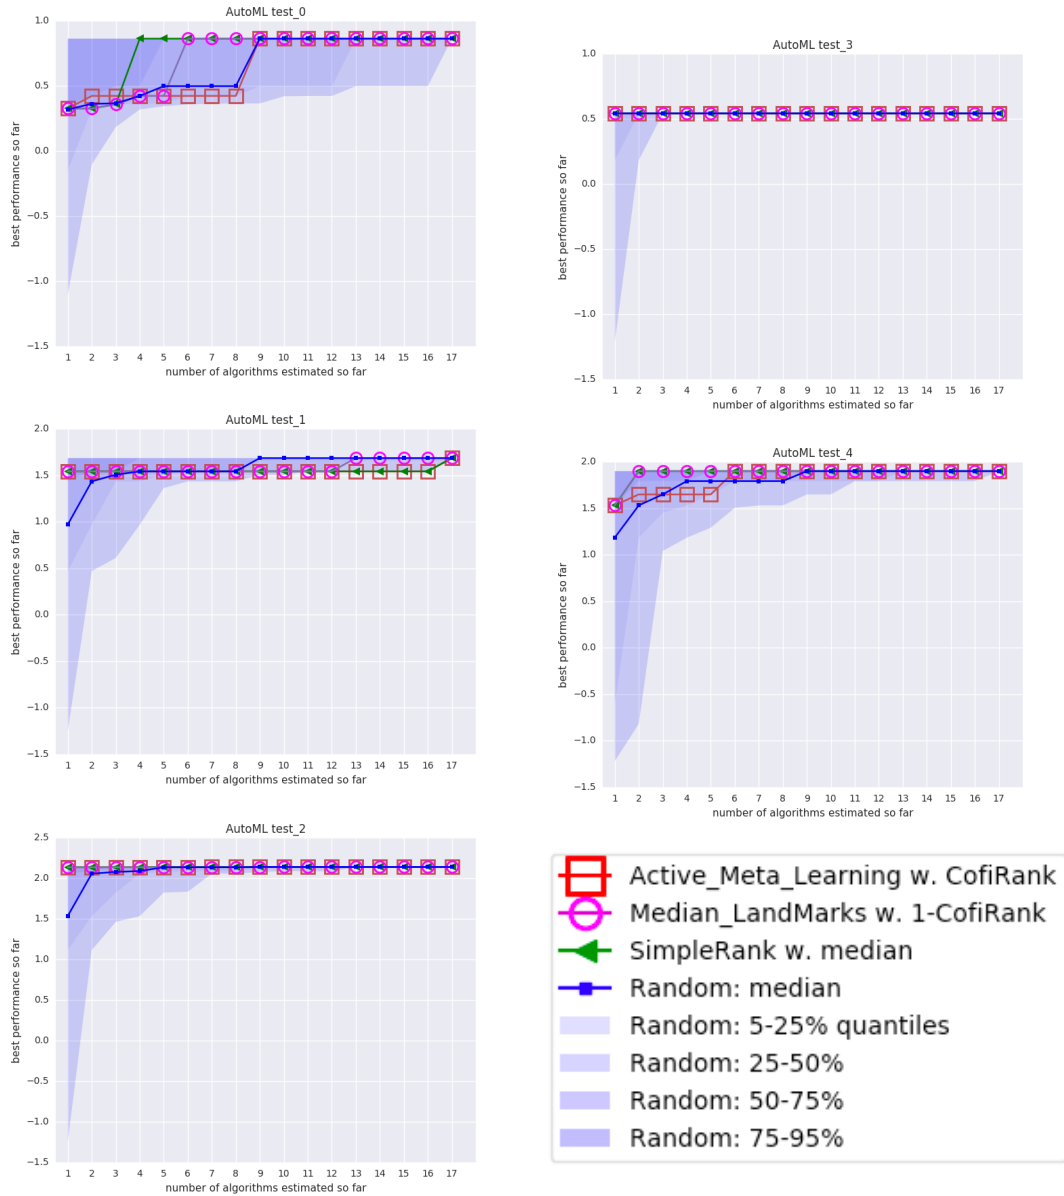 AutoML test_0
1.0
0.5
0.0
−0.5
−1.0
−1.5
best performance so far
1 2 3 4 5 6 7 8 9 10 11 12 13 14 15 16 17
number of algorithms estimated so far
AutoML test_3
1.0
0.5
0.0
−0.5
−1.0
−1.5
best performance so far
1 2 3 4 5 6 7 8 9 10 11 12 13 14 15 16 17
number of algorithms estimated so far
AutoML test_1
2.0
1.5
1.0
0.5
0.0
−0.5
−1.0
−1.5
best performance so far
1 2 3 4 5 6 7 8 9 10 11 12 13 14 15 16 17
number of algorithms estimated so far
AutoML test_4
2.0
1.5
1.0
0.5
0.0
−0.5
−1.0
−1.5
best performance so far
1 2 3 4 5 6 7 8 9 10 11 12 13 14 15 16 17
number of algorithms estimated so far
AutoML test_2
2.5
2.0
1.5
1.0
0.5
0.0
−0.5
−1.0
−1.5
best performance so far
1 2 3 4 5 6 7 8 9 10 11 12 13 14 15 16 17
number of algorithms estimated so far
Active_Meta_Learning w. CofiRank
Median_LandMarks w. 1-CofiRank
SimpleRank w. median
Random: median
Random: 5-25% quantiles
Random: 25-50%
Random: 50-75%
Random: 75-95%